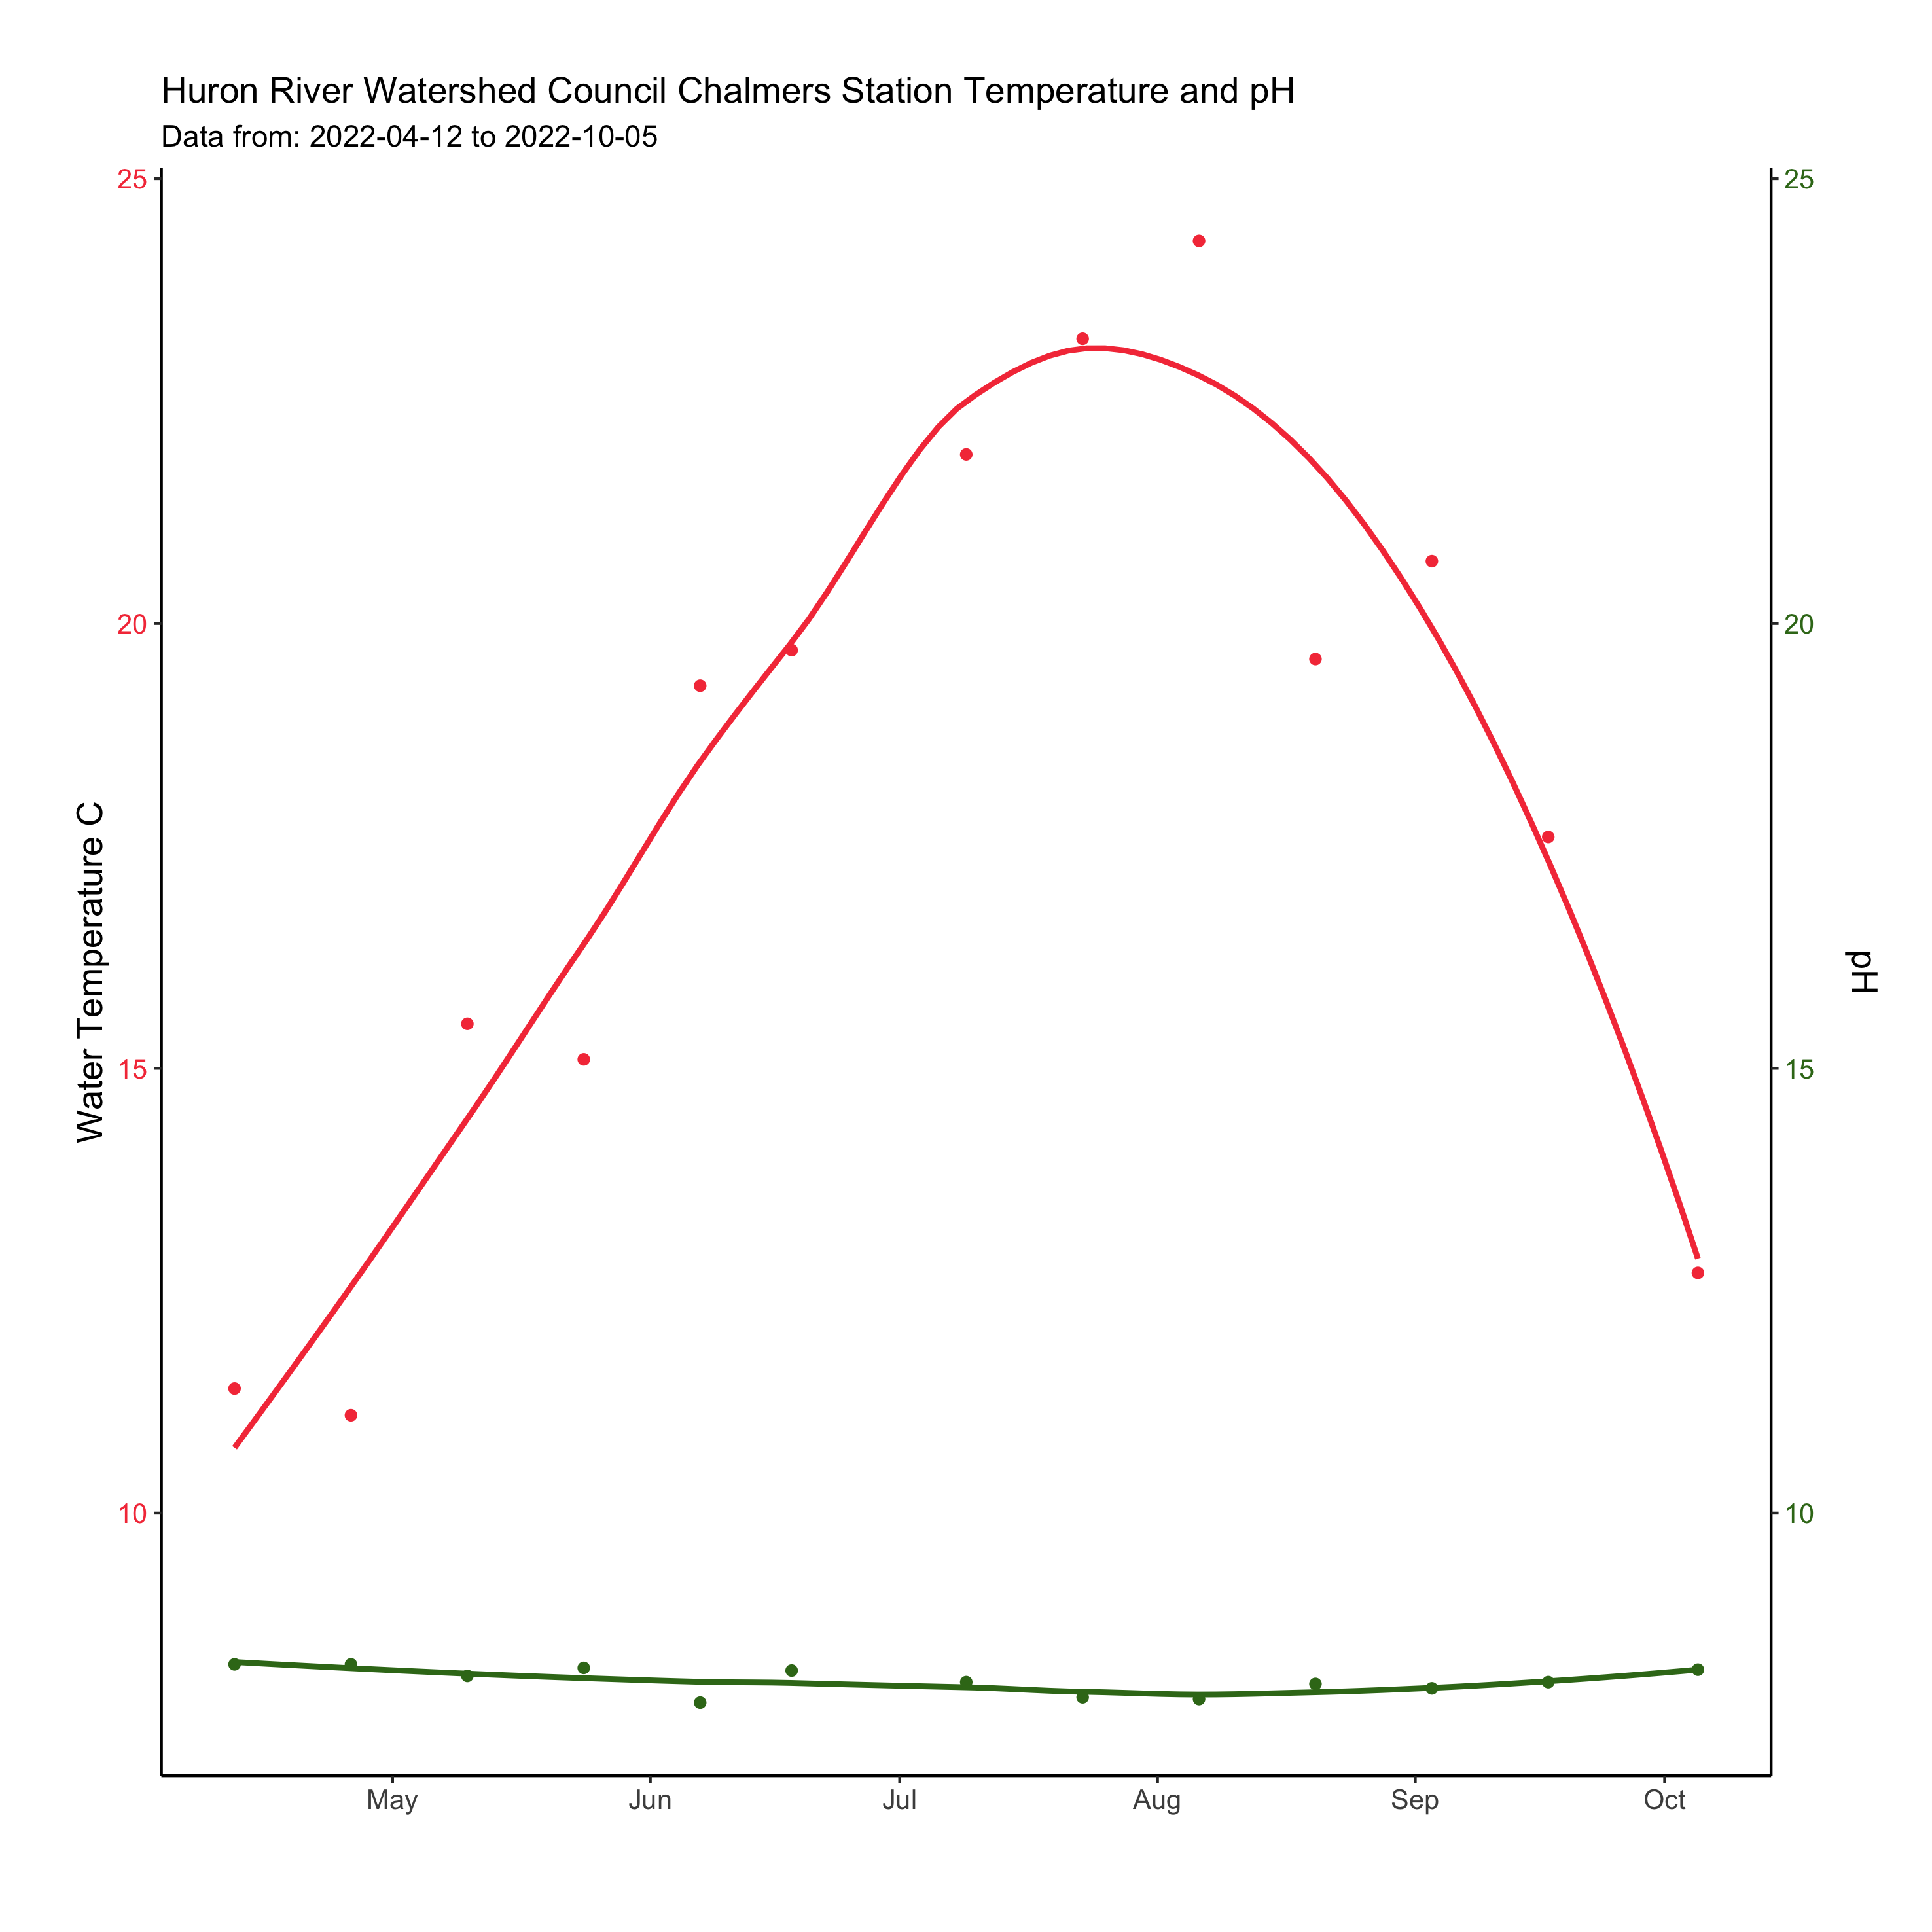 Huron River Watershed Council Chalmers Station Temperature and pH
Data from: 2022-04-12 to 2022-10-05
25
20
15
10
Water Temperature C
25
20
15
10
pH
May Jun Jul Aug Sep Oct